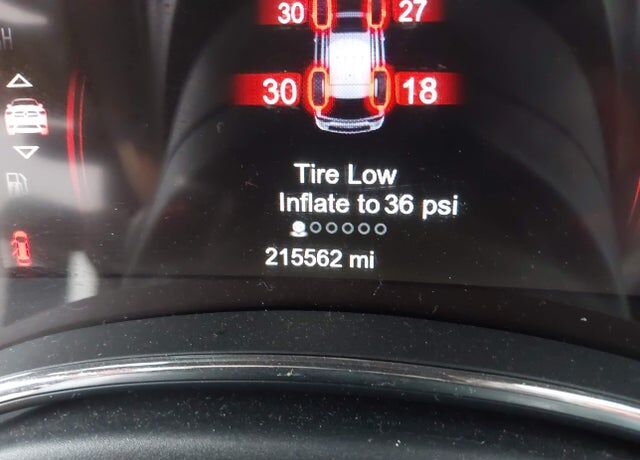 30 27
30 18
Tire Low
Inflate to 36 psi
215562 mi